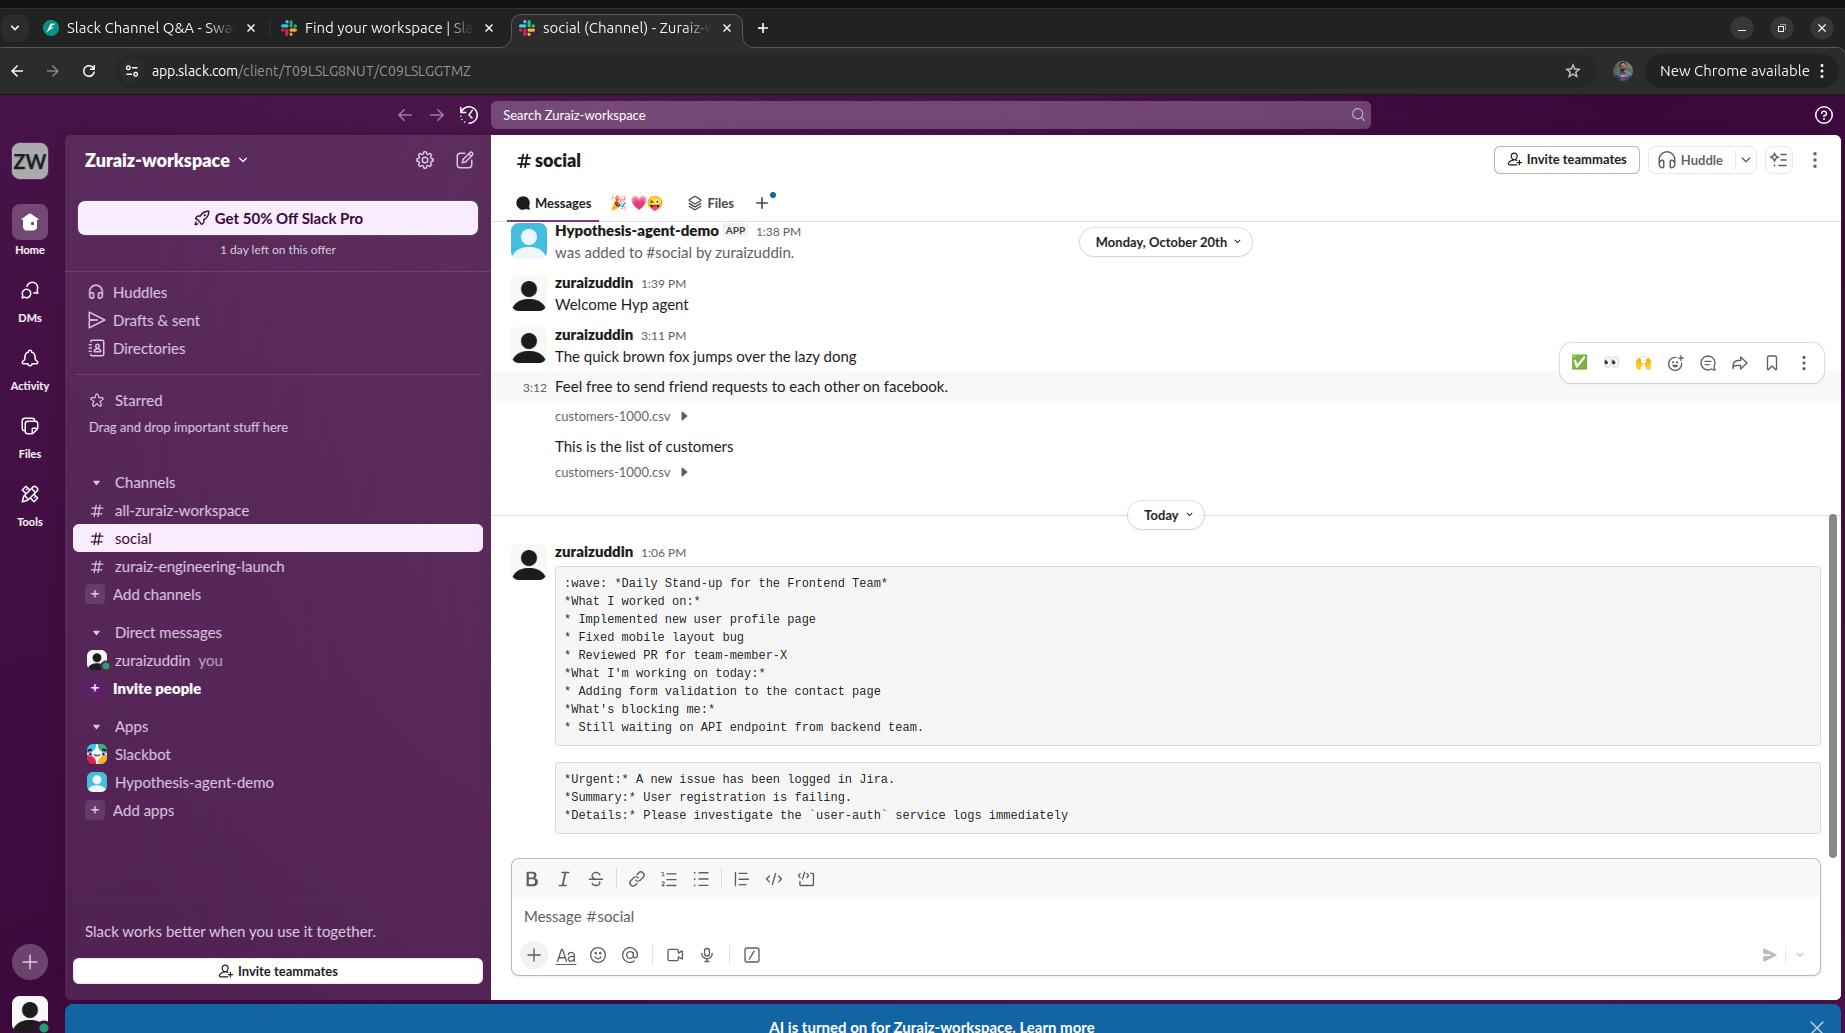 Slack Channel Q&A - Swa
Find your workspace | Sla
social (Channel) - Zuraiz-w
app.slack.com/client/T09LSLG8NUT/C09LSLGGTMZ
New Chrome available
Search Zuraiz-workspace
ZW
Home
DMs
Activity
Files
Tools
Zuraiz-workspace
Get 50% Off Slack Pro
1 day left on this offer
Huddles
Drafts & sent
Directories
Starred
Drag and drop important stuff here
Channels
# all-zuraiz-workspace
# social
# zuraiz-engineering-launch
+ Add channels
Direct messages
zuraizuddin you
+ Invite people
Apps
Slackbot
Hypothesis-agent-demo
+ Add apps
Slack works better when you use it together.
Invite teammates
# social
Invite teammates
Huddle
Messages
Files
Monday, October 20th
Hypothesis-agent-demo APP 1:38 PM
was added to #social by zuraizuddin.
zuraizuddin 1:39 PM
Welcome Hyp agent
zuraizuddin 3:11 PM
The quick brown fox jumps over the lazy dong
3:12 Feel free to send friend requests to each other on facebook.
customers-1000.csv
This is the list of customers
customers-1000.csv
Today
zuraizuddin 1:06 PM
:wave: *Daily Stand-up for the Frontend Team*
*What I worked on:*
* Implemented new user profile page
* Fixed mobile layout bug
* Reviewed PR for team-member-X
*What I'm working on today:*
* Adding form validation to the contact page
*What's blocking me:*
* Still waiting on API endpoint from backend team.
*Urgent:* A new issue has been logged in Jira.
*Summary:* User registration is failing.
*Details:* Please investigate the `user-auth` service logs immediately
B I S
Message #social
Aa
AI is turned on for Zuraiz-workspace. Learn more